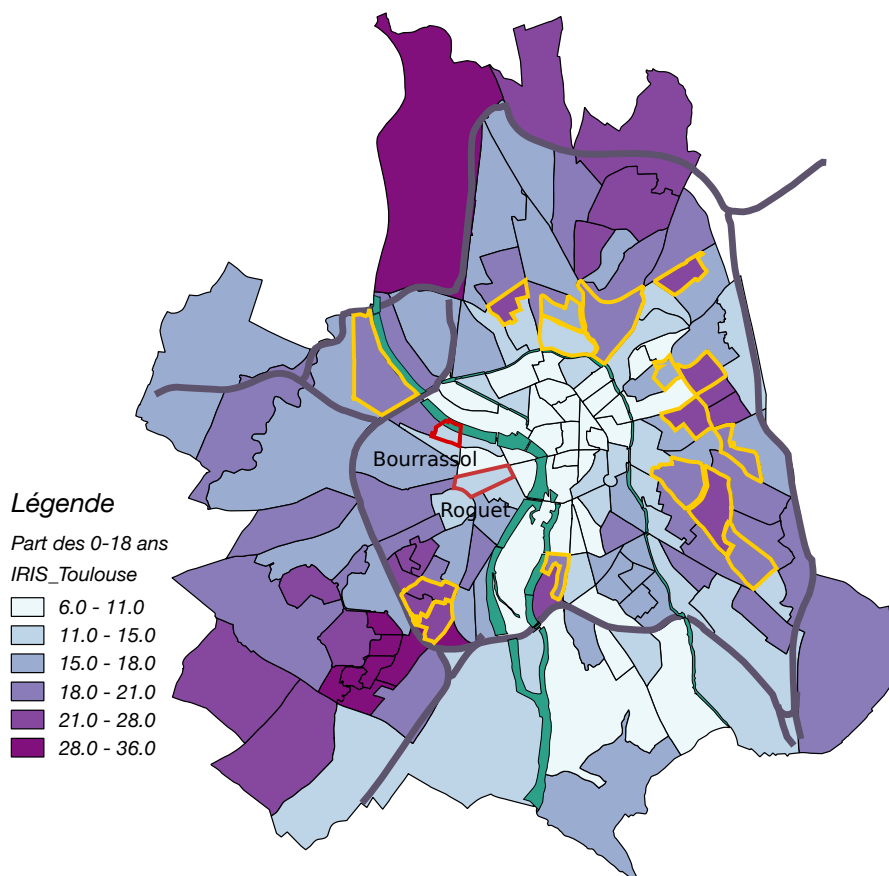 Bourrassol
Roguet
Légende
Part des 0-18 ans
IRIS_Toulouse
6.0 - 11.0
11.0 - 15.0
15.0 - 18.0
18.0 - 21.0
21.0 - 28.0
28.0 - 36.0